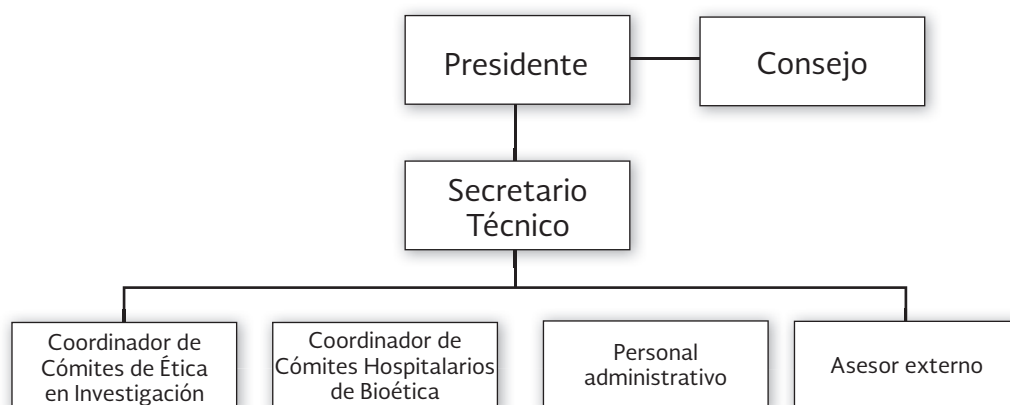 Presidente
Consejo
Secretario
Técnico
Coordinador de
Cómites de Ética
en Investigación
Coordinador de
Cómites Hospitalarios
de Bioética
Personal
administrativo
Asesor externo